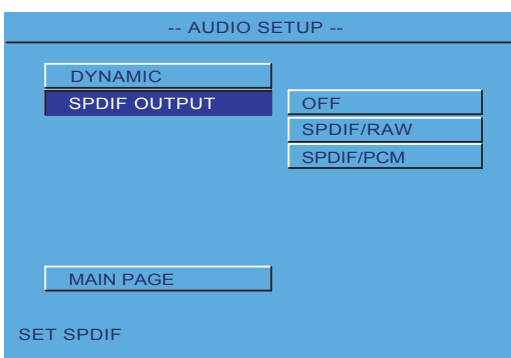 -- AUDIO SETUP --
DYNAMIC
SPDIF OUTPUT
OFF
SPDIF/RAW
SPDIF/PCM
MAIN PAGE
SET SPDIF